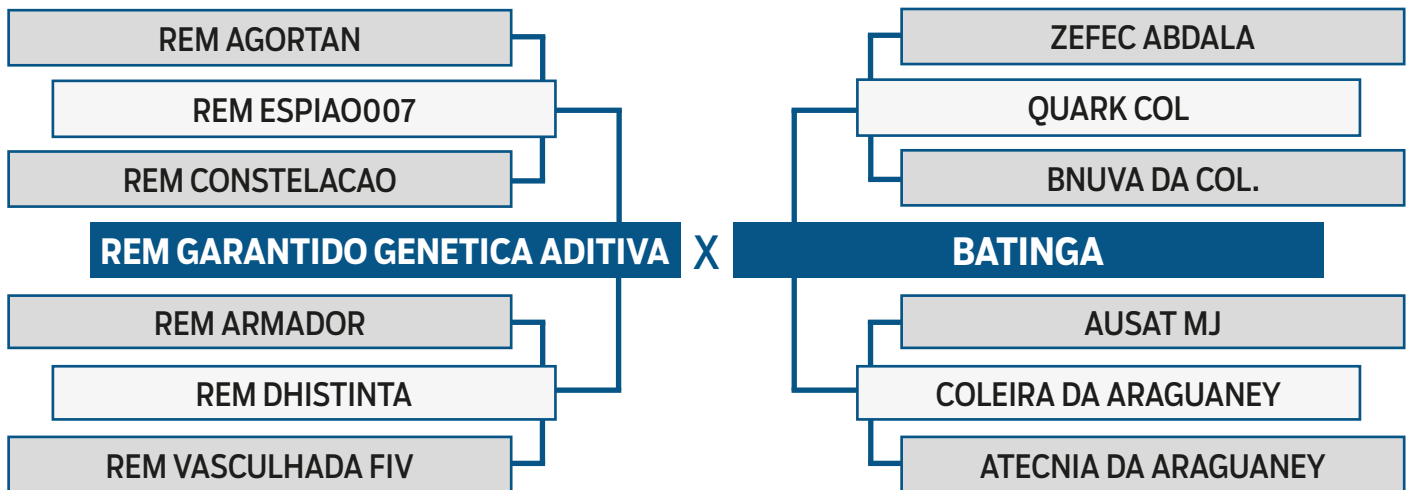 REM AGORTAN
REM ESPIAO007
REM CONSTELACAO
REM GARANTIDO GENETICA ADITIVA
REM ARMADOR
REM DHISTINTA
REM VASCULHADA FIV
X
ZEFEC ABDALA
QUARK COL
BNUVA DA COL.
BATINGA
AUSAT MJ
COLEIRA DA ARAGUANEY
ATECNIA DA ARAGUANEY